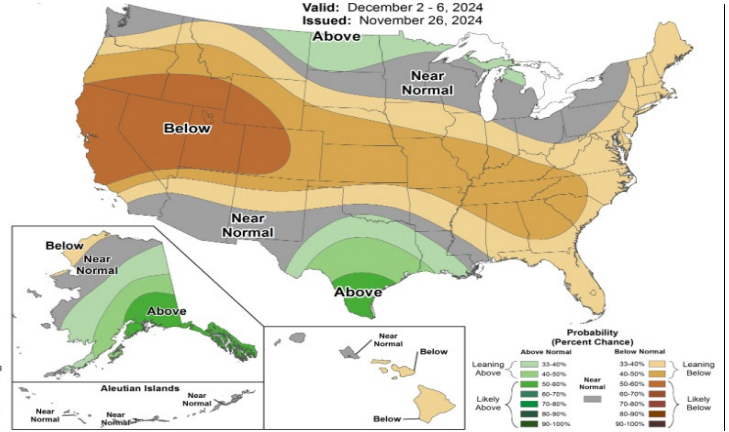 Valid: December 2 - 6, 2024
Issued: November 26, 2024
Above
Near
Normal
Below
Near
Normal
Above
Below
Near
Normal
Above
Aleutian Islands
Near
Normal
Near
Normal
Near
Normal
Near
Normal
Below
Below
Probability
(Percent Chance)
Above Normal Below Normal
Leaning
Above
33-40%
40-50%
Likely
Above
50-60%
60-70%
70-80%
80-90%
90-100%
Near
Normal
33-40%
40-50%
Leaning
Below
50-60%
60-70%
70-80%
80-90%
90-100%
Likely
Below